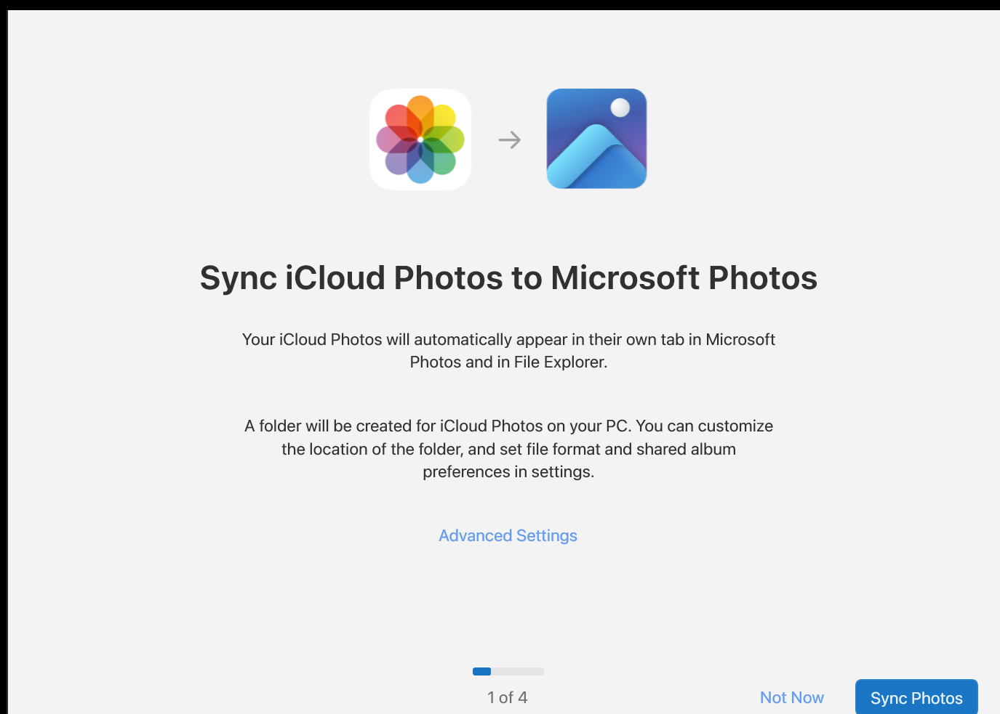 Sync iCloud Photos to Microsoft Photos
Your iCloud Photos will automatically appear in their own tab in Microsoft
Photos and in File Explorer.
A folder will be created for iCloud Photos on your PC. You can customize
the location of the folder, and set file format and shared album
preferences in settings.
Advanced Settings
1 of 4
Not Now
Sync Photos